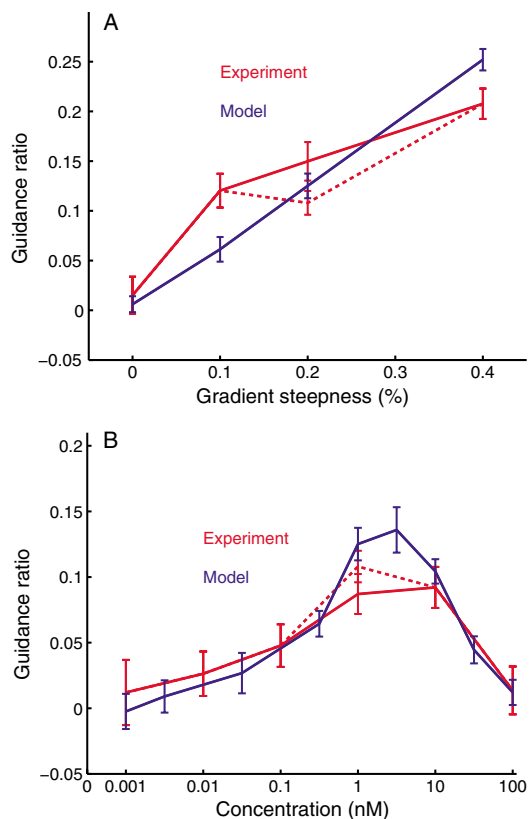 A
Experiment
Model
0.25
0.2
0.15
0.1
0.05
0
−0.05
Guidance ratio
0 0.1 0.2 0.3 0.4
Gradient steepness (%)
B
Experiment
Model
0.2
0.15
0.1
0.05
0
−0.05
Guidance ratio
0 0.001 0.01 0.1 1 10 100
Concentration (nM)